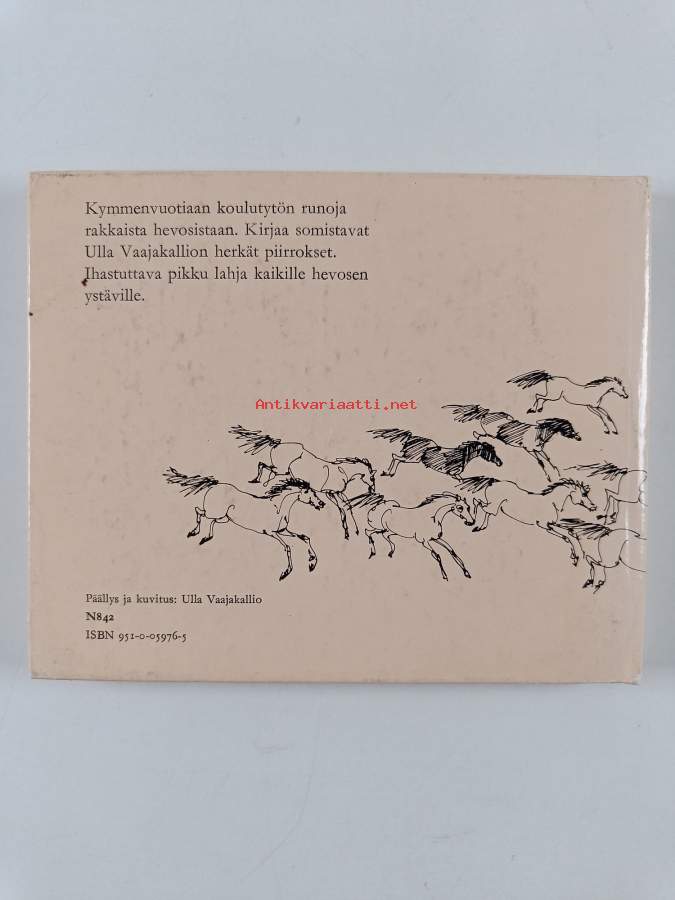 Kymmenvuotiaan koulutytön runoja
rakkaista hevosistaan. Kirjaa somistavat
Ulla Vaajakallion herkät piirrokset.
Ihastuttava pikku lahja kaikille hevosen
ystäville.
Antikvariaatti.net
Päällys ja kuvitus: Ulla Vaajakallio
N842
ISBN 951-0-05976-5